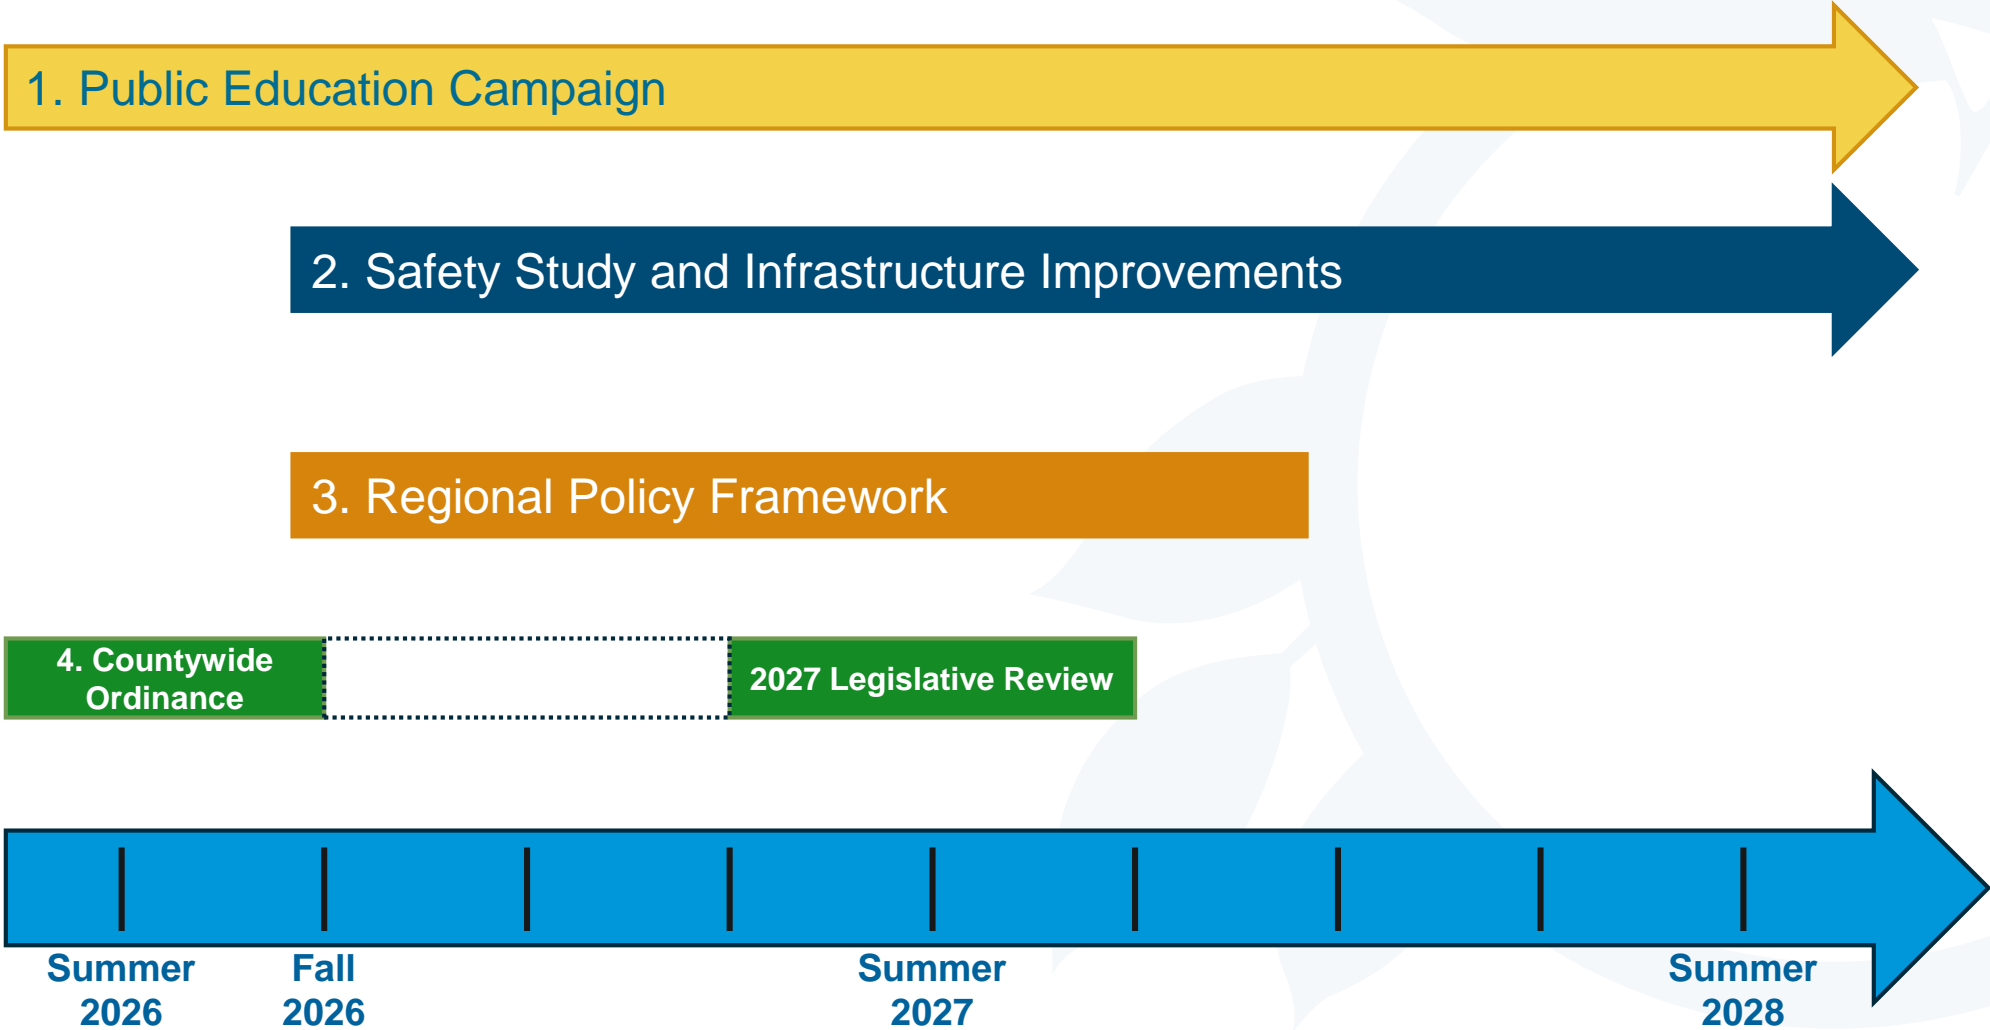 1. Public Education Campaign
2. Safety Study and Infrastructure Improvements
3. Regional Policy Framework
4. Countywide
Ordinance
2027 Legislative Review
Summer
2026
Fall
2026
Summer
2027
Summer
2028